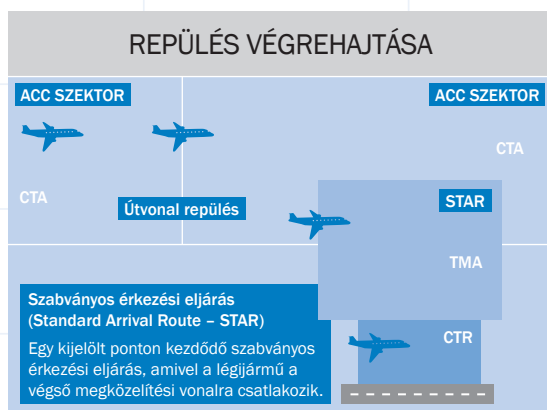 REPÜLÉS VÉGREHAJTÁSA
ACC SZEKTOR
ACC SZEKTOR
CTA
CTA
Útvonal repülés
STAR
TMA
Szabványos érkezési eljárás
(Standard Arrival Route – STAR)
Egy kijelölt ponton kezdődő szabványos
érkezési eljárás, amivel a légijármű a
végső megközelítési vonalra csatlakozik.
CTR